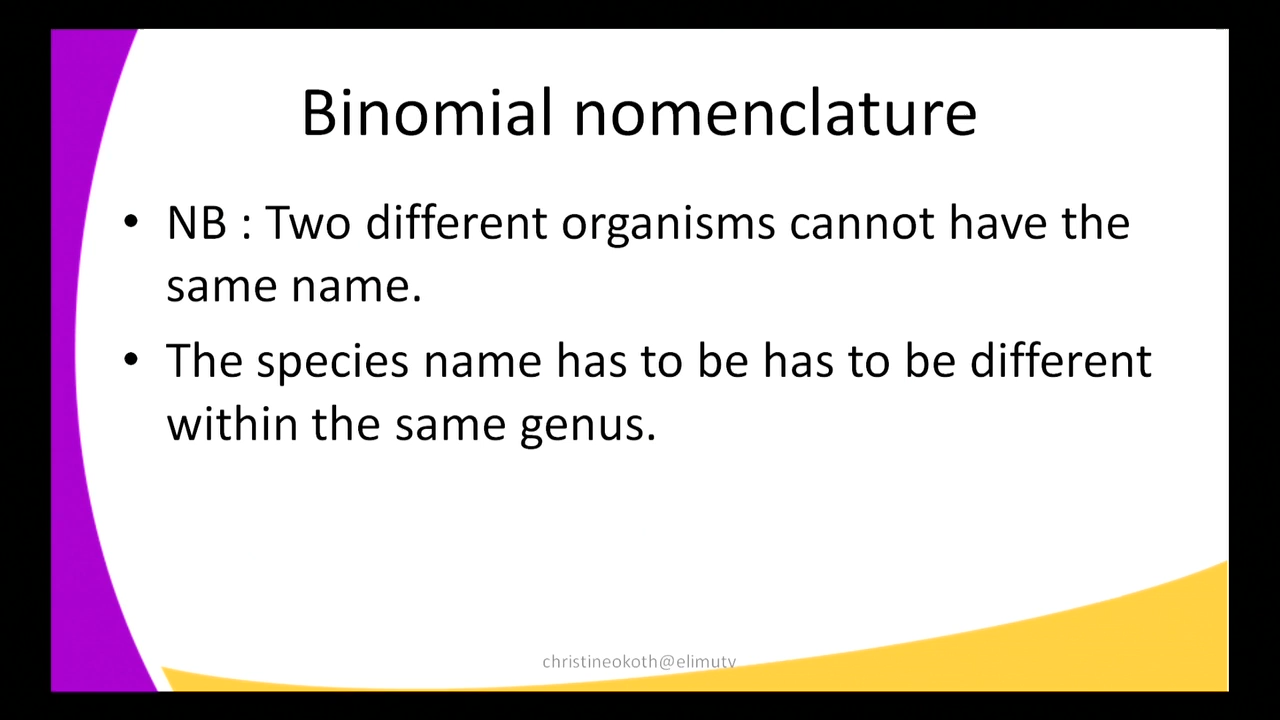 Binomial nomenclature
• NB : Two different organisms cannot have the
same name.
• The species name has to be has to be different
within the same genus.
christineokoth@elimutv